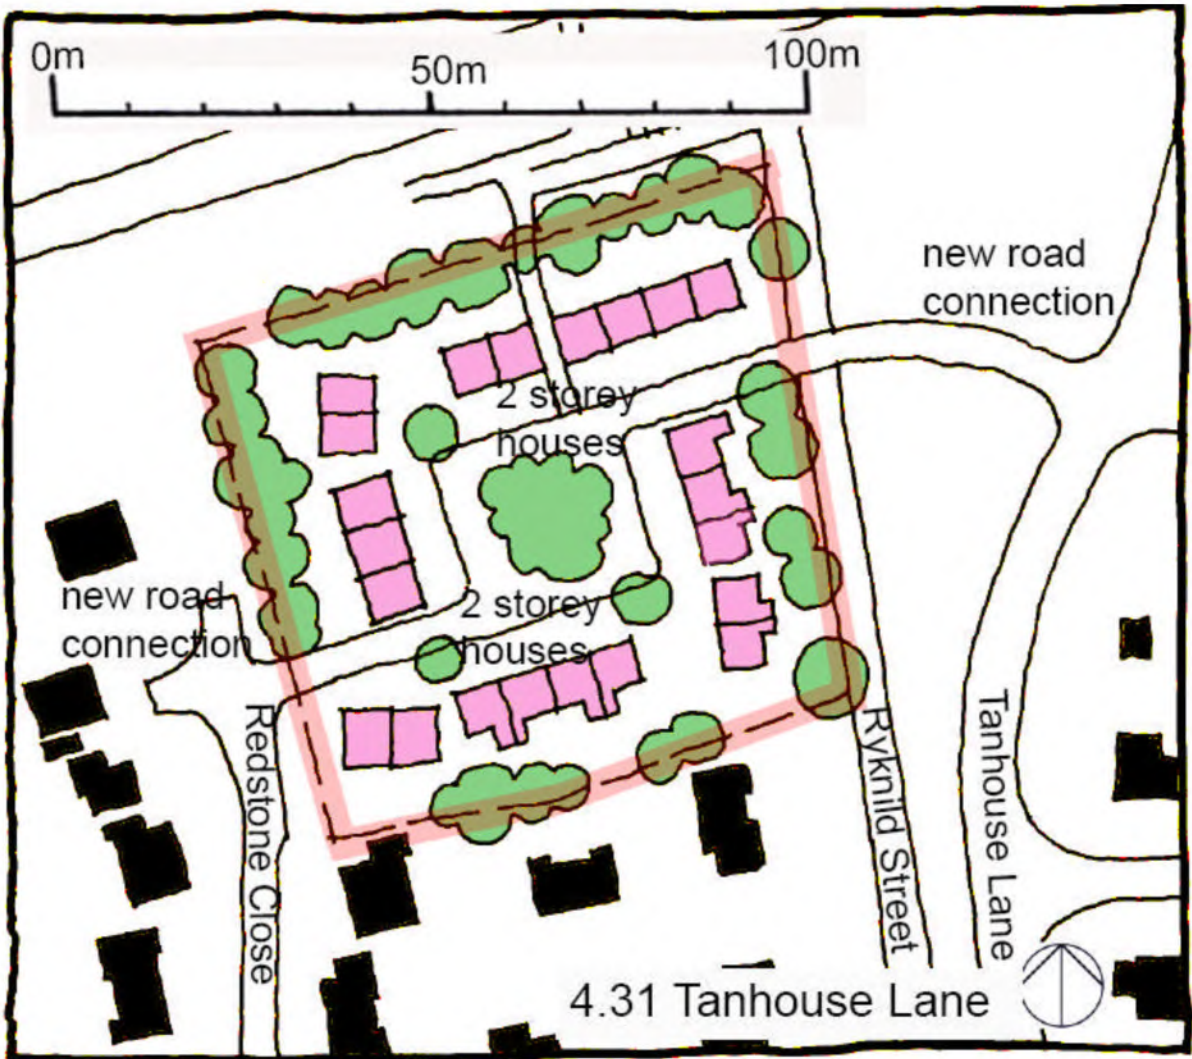 0m
50m
100m
new road
connection
2 storey
houses
new road
connection
2 storey
houses
Redstone Close
Ryknild Street
Tanhouse Lane
4.31 Tanhouse Lane